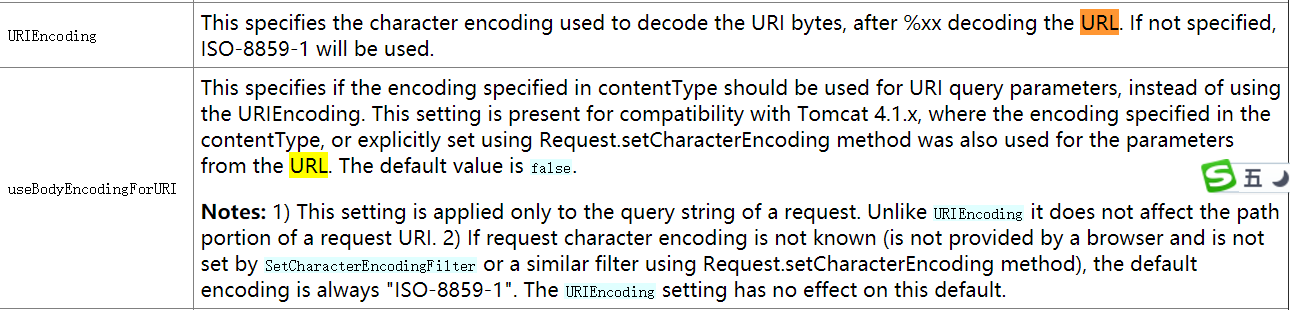 URIEncoding
This specifies the character encoding used to decode the URI bytes, after %xx decoding the URL. If not specified,
ISO-8859-1 will be used.
useBodyEncodingForURI
This specifies if the encoding specified in contentType should be used for URI query parameters, instead of using
the URIEncoding. This setting is present for compatibility with Tomcat 4.1.x, where the encoding specified in the
contentType, or explicitly set using Request.setCharacterEncoding method was also used for the parameters
from the URL. The default value is false.
Notes: 1) This setting is applied only to the query string of a request. Unlike URIEncoding it does not affect the path
portion of a request URI. 2) If request character encoding is not known (is not provided by a browser and is not
set by SetCharacterEncodingFilter or a similar filter using Request.setCharacterEncoding method), the default
encoding is always "ISO-8859-1". The URIEncoding setting has no effect on this default.
S 五